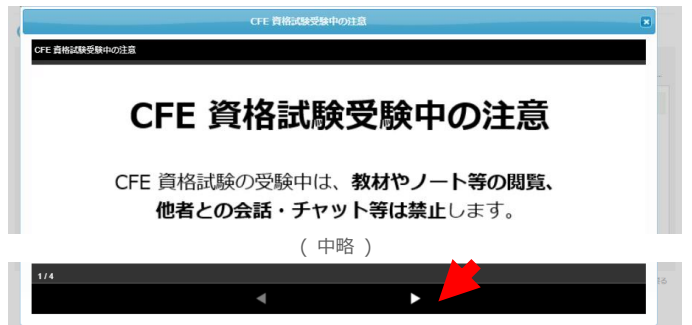 CFE 資格試験受験中の注意
CFE 資格試験受験中の注意
CFE 資格試験受験中の注意
CFE 資格試験の受験中は、教材やノート等の閲覧、
他者との会話・チャット等は禁止します。
( 中略 )
1 / 4